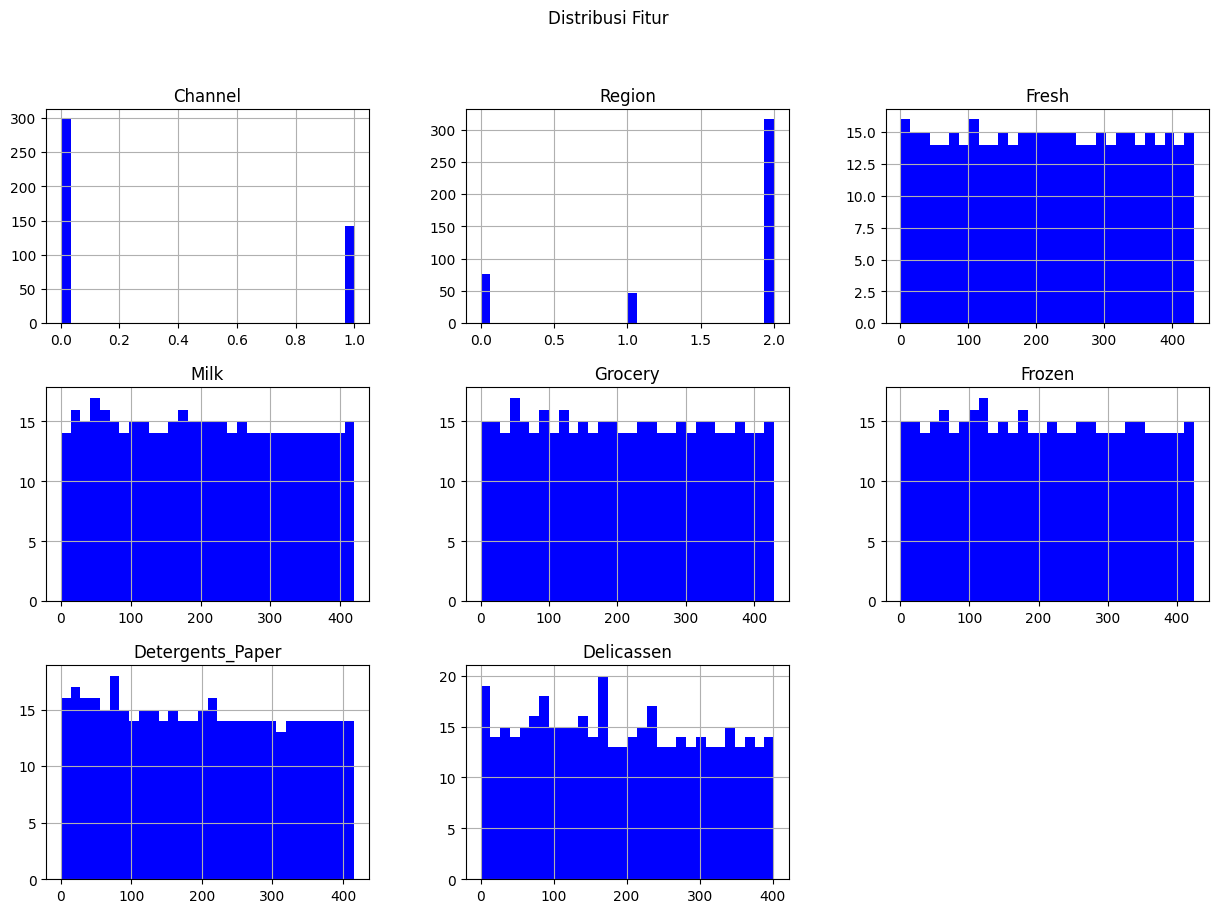 Distribusi Fitur
Channel
300
250
200
150
100
50
0
0.0 0.2 0.4 0.6 0.8 1.0
Region
300
250
200
150
100
50
0
0.0 0.5 1.0 1.5 2.0
Fresh
15.0
12.5
10.0
7.5
5.0
2.5
0.0
0 100 200 300 400
Milk
15
10
5
0
0 100 200 300 400
Grocery
15
10
5
0
0 100 200 300 400
Frozen
15
10
5
0
0 100 200 300 400
Detergents_Paper
15
10
5
0
0 100 200 300 400
Delicassen
20
15
10
5
0
0 100 200 300 400